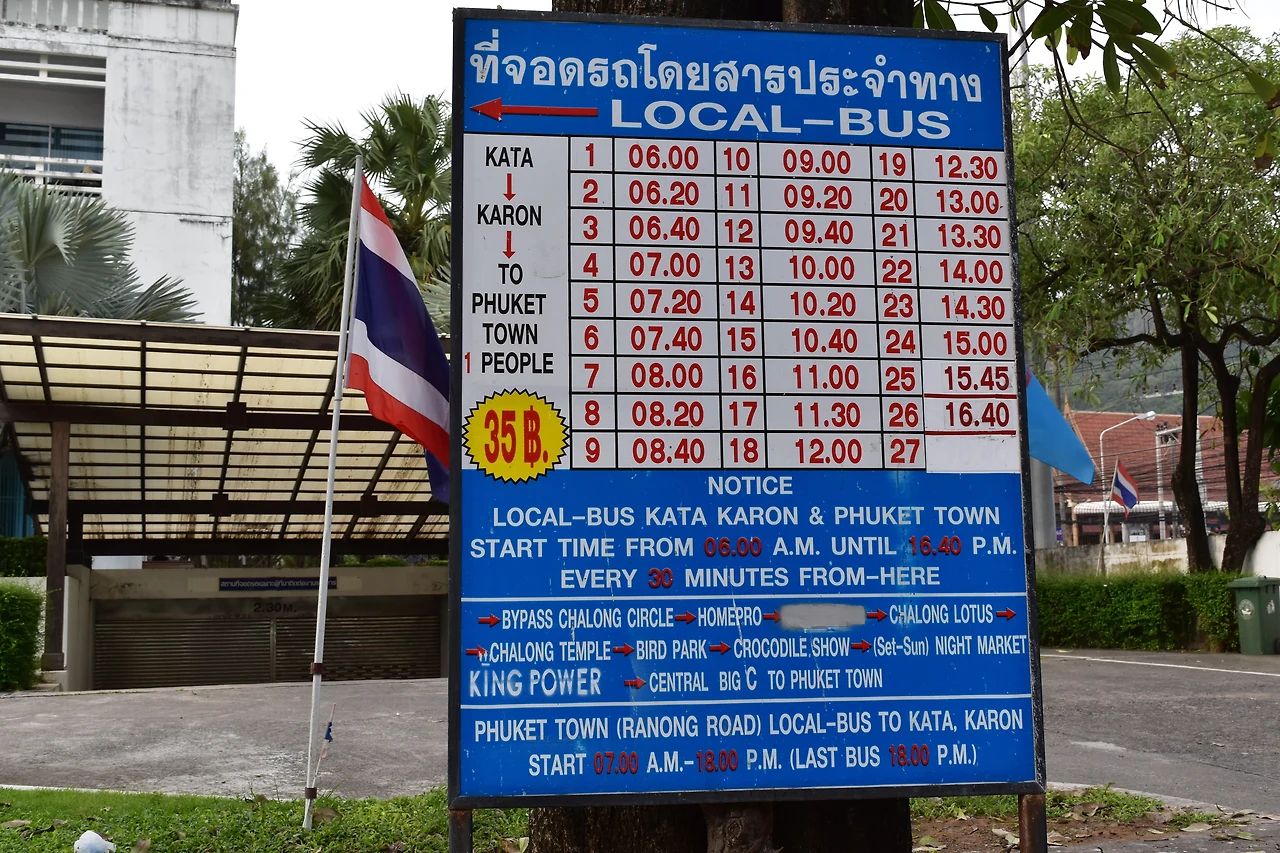 ที่จอดรถโดยสารประจำทาง
LOCAL-BUS
KATA
KARON
TO
PHUKET
TOWN
1 PEOPLE
35 ฿.
1 06.00 10 09.00 19 12.30
2 06.20 11 09.20 20 13.00
3 06.40 12 09.40 21 13.30
4 07.00 13 10.00 22 14.00
5 07.20 14 10.20 23 14.30
6 07.40 15 10.40 24 15.00
7 08.00 16 11.00 25 15.45
8 08.20 17 11.30 26 16.40
9 08.40 18 12.00 27
NOTICE
LOCAL-BUS KATA KARON & PHUKET TOWN
START TIME FROM 06.00 A.M. UNTIL 16.40 P.M.
EVERY 30 MINUTES FROM-HERE
BYPASS CHALONG CIRCLE HOMEPRO CHALONG LOTUS
CHALONG TEMPLE BIRD PARK CROCODILE SHOW (Set-Sun) NIGHT MARKET
KING POWER CENTRAL BIG C TO PHUKET TOWN
PHUKET TOWN (RANONG ROAD) LOCAL-BUS TO KATA, KARON
START 07.00 A.M.-18.00 P.M. (LAST BUS 18.00 P.M.)
2.30 M.